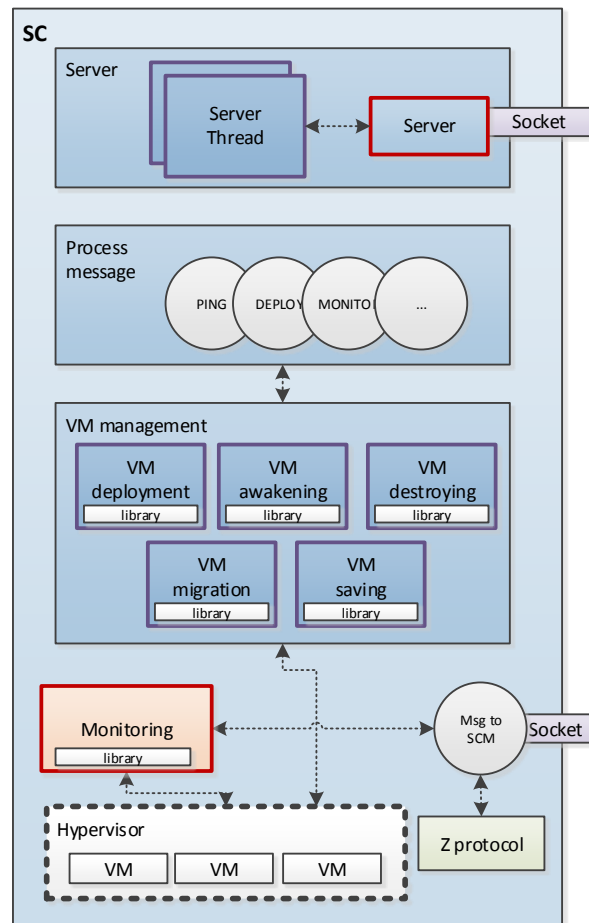 SC
Server
Server
Thread
Server
Socket
Process
message
PING
DEPLOY
MONITO
...
VM management
VM
deployment
library
VM
awakening
library
VM
destroying
library
VM
migration
library
VM
saving
library
Monitoring
library
Msg to
SCM
Socket
Hypervisor
VM
VM
VM
Z protocol